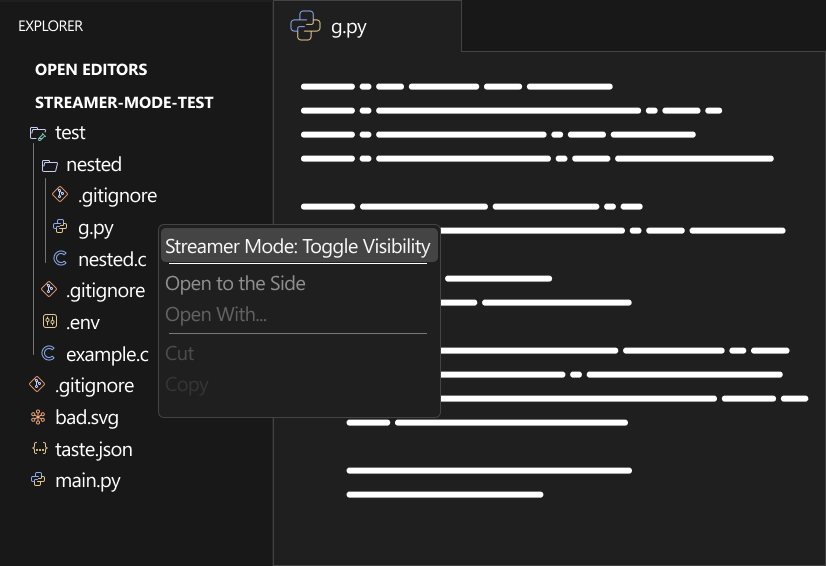 EXPLORER
g.py
OPEN EDITORS
STREAMER-MODE-TEST
test
nested
.gitignore
g.py
nested.c
.gitignore
.env
example.c
.gitignore
bad.svg
taste.json
main.py
Streamer Mode: Toggle Visibility
Open to the Side
Open With...
Cut
Copy